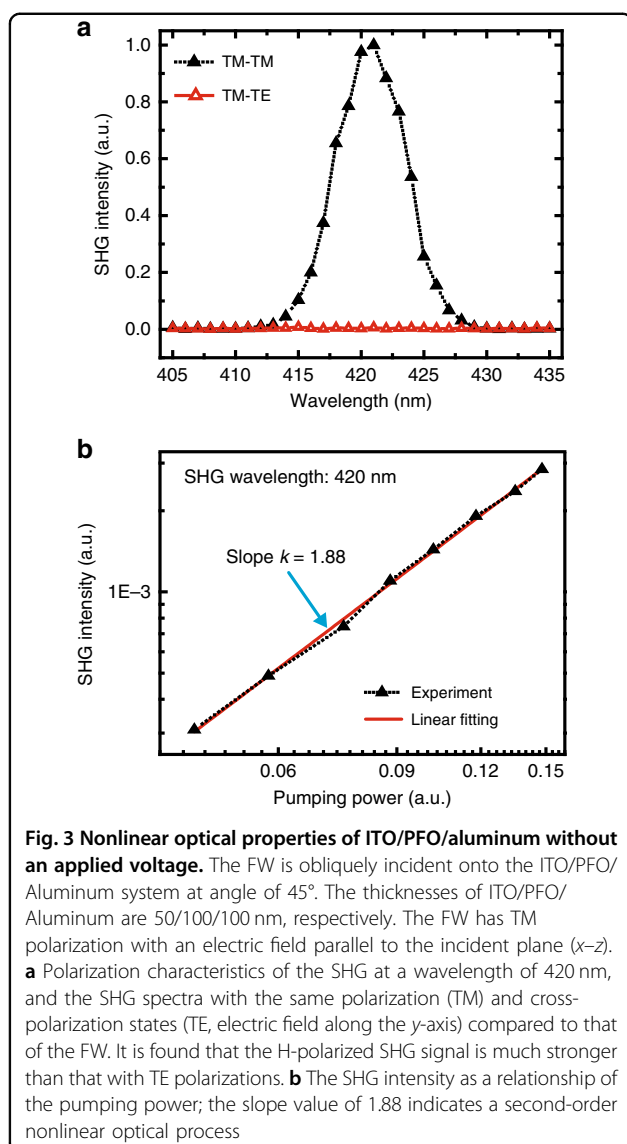 a
1.0
0.8
0.6
0.4
0.2
0.0
SHG intensity (a.u.)
TM-TM
TM-TE
405 410 415 420 425 430 435
Wavelength (nm)
b
SHG wavelength: 420 nm
Slope k = 1.88
1E–3
SHG intensity (a.u.)
Experiment
Linear fitting
0.06 0.09 0.12 0.15
Pumping power (a.u.)
Fig. 3 Nonlinear optical properties of ITO/PFO/aluminum without
an applied voltage. The FW is obliquely incident onto the ITO/PFO/
Aluminum system at angle of 45°. The thicknesses of ITO/PFO/
Aluminum are 50/100/100 nm, respectively. The FW has TM
polarization with an electric field parallel to the incident plane (x–z).
a Polarization characteristics of the SHG at a wavelength of 420 nm,
and the SHG spectra with the same polarization (TM) and cross-
polarization states (TE, electric field along the y-axis) compared to that
of the FW. It is found that the H-polarized SHG signal is much stronger
than that with TE polarizations. b The SHG intensity as a relationship of
the pumping power; the slope value of 1.88 indicates a second-order
nonlinear optical process